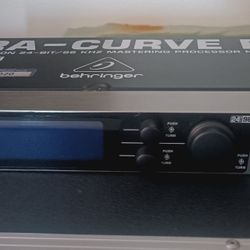 RA-CURVE P
ON 24-BIT/96 KHZ MASTERING PROCESSOR
behringer
PUSH
TURN
PUSH
TURN
PUSH
TURN